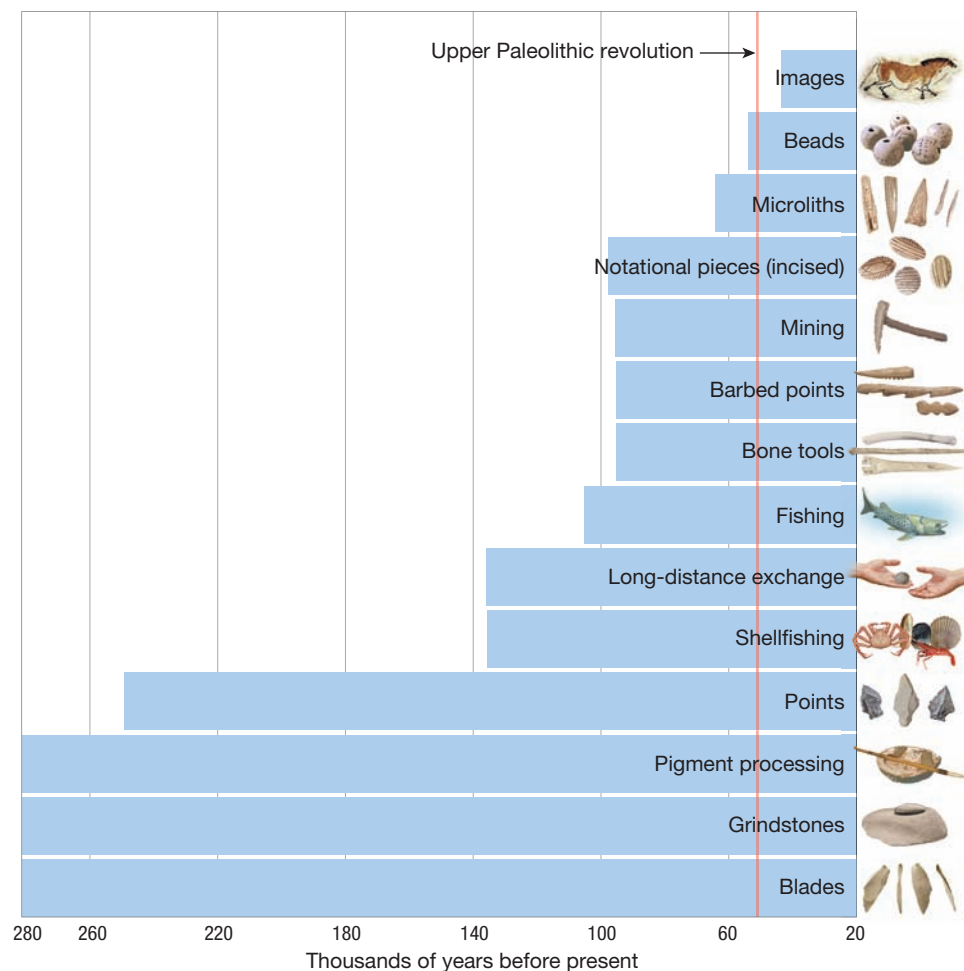 Upper Paleolithic revolution
Images
Beads
Microliths
Notational pieces (incised)
Mining
Barbed points
Bone tools
Fishing
Long-distance exchange
Shellfishing
Points
Pigment processing
Grindstones
Blades
280 260 220 180 140 100 60 20
Thousands of years before present